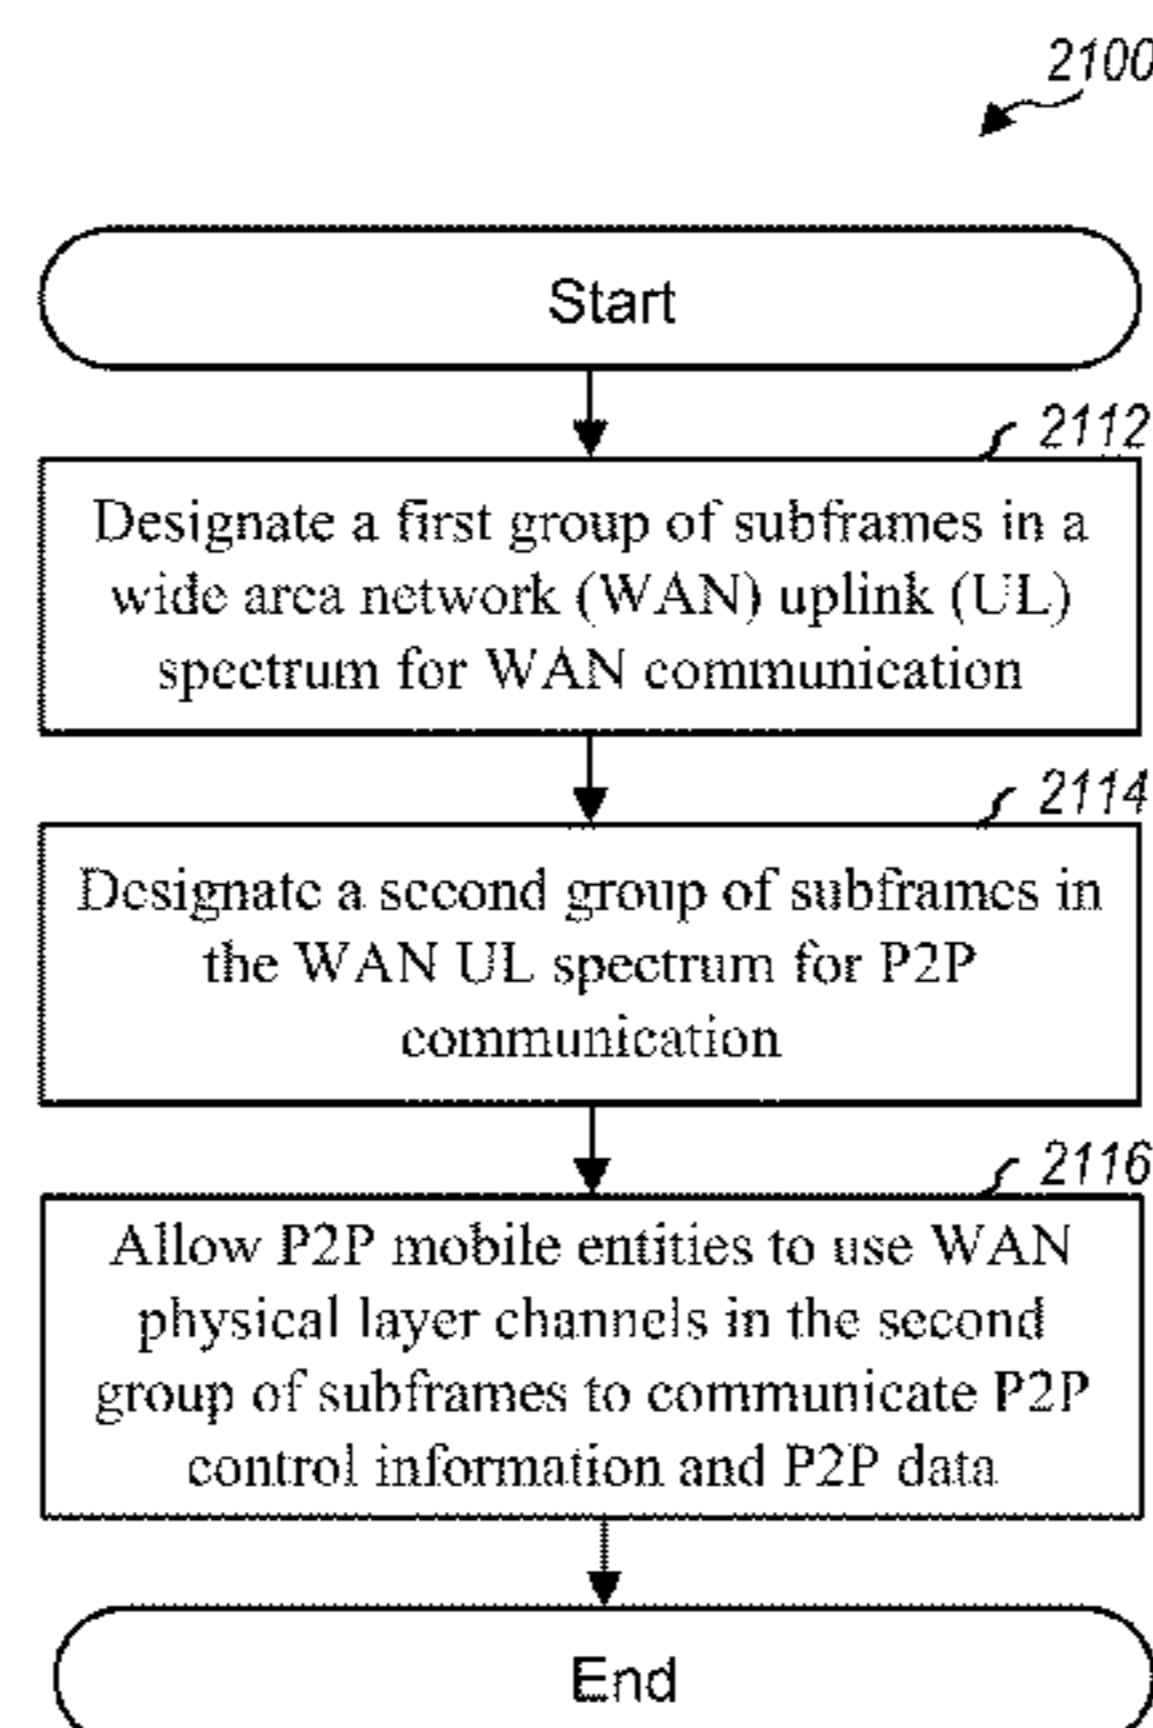 2100
Start
2112
Designate a first group of subframes in a
wide area network (WAN) uplink (UL)
spectrum for WAN communication
2114
Designate a second group of subframes in
the WAN UL spectrum for P2P
communication
2116
Allow P2P mobile entities to use WAN
physical layer channels in the second
group of subframes to communicate P2P
control information and P2P data
End